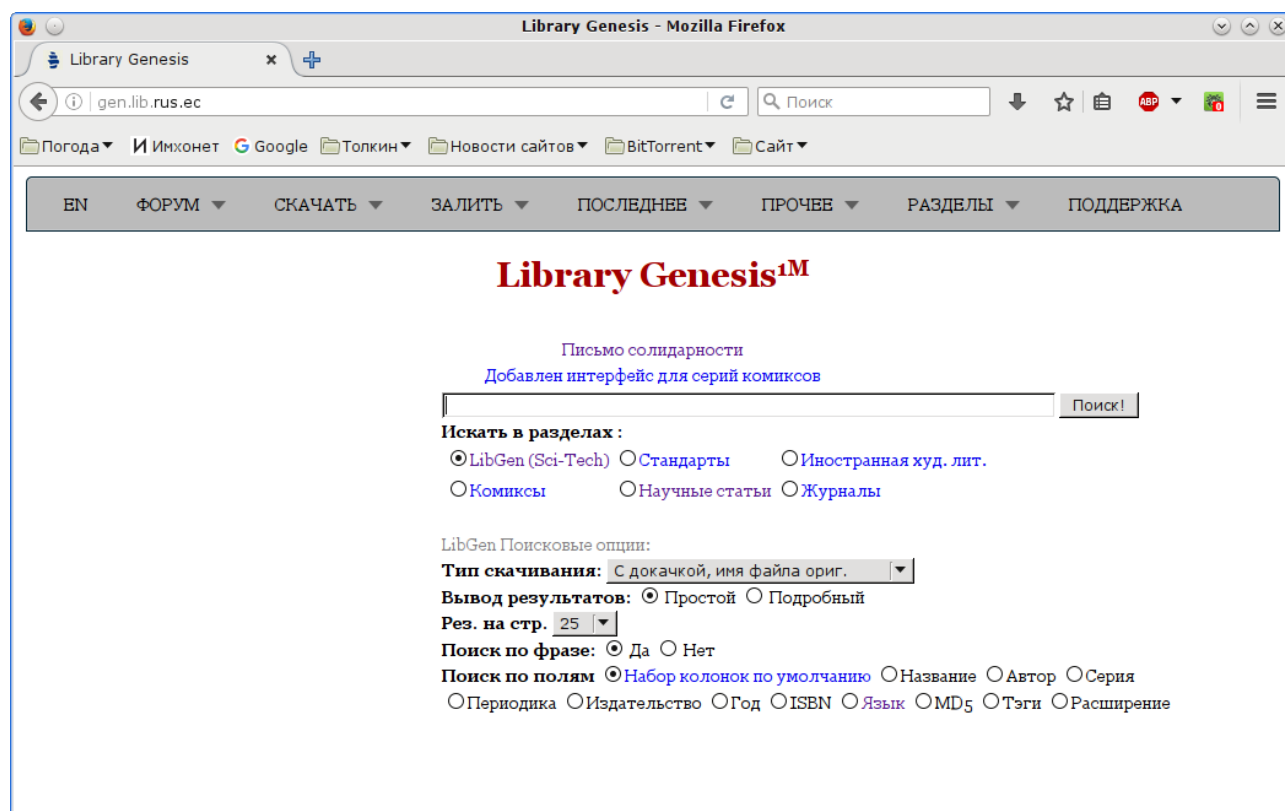 Library Genesis - Mozilla Firefox
Library Genesis
gen.lib.rus.ec
Поиск
ABP
0
Погода
И Имхонет
G Google
Толкин
Новости сайтов
BitTorrent
Сайт
EN ФОРУМ СКАЧАТЬ ЗАЛИТЬ ПОСЛЕДНЕЕ ПРОЧЕЕ РАЗДЕЛЫ ПОДДЕРЖКА
Library Genesis1M
Письмо солидарности
Добавлен интерфейс для серий комиксов
Поиск!
Искать в разделах :
LibGen (Sci-Tech) Стандарты Иностранная худ. лит.
Комиксы Научные статьи Журналы
LibGen Поисковые опции:
Тип скачивания: С докачкой, имя файла ориг.
Вывод результатов: Простой Подробный
Рез. на стр. 25
Поиск по фразе: Да Нет
Поиск по полям Набор колонок по умолчанию Название Автор Серия
Периодика Издательство Год ISBN Язык MD5 Тэги Расширение